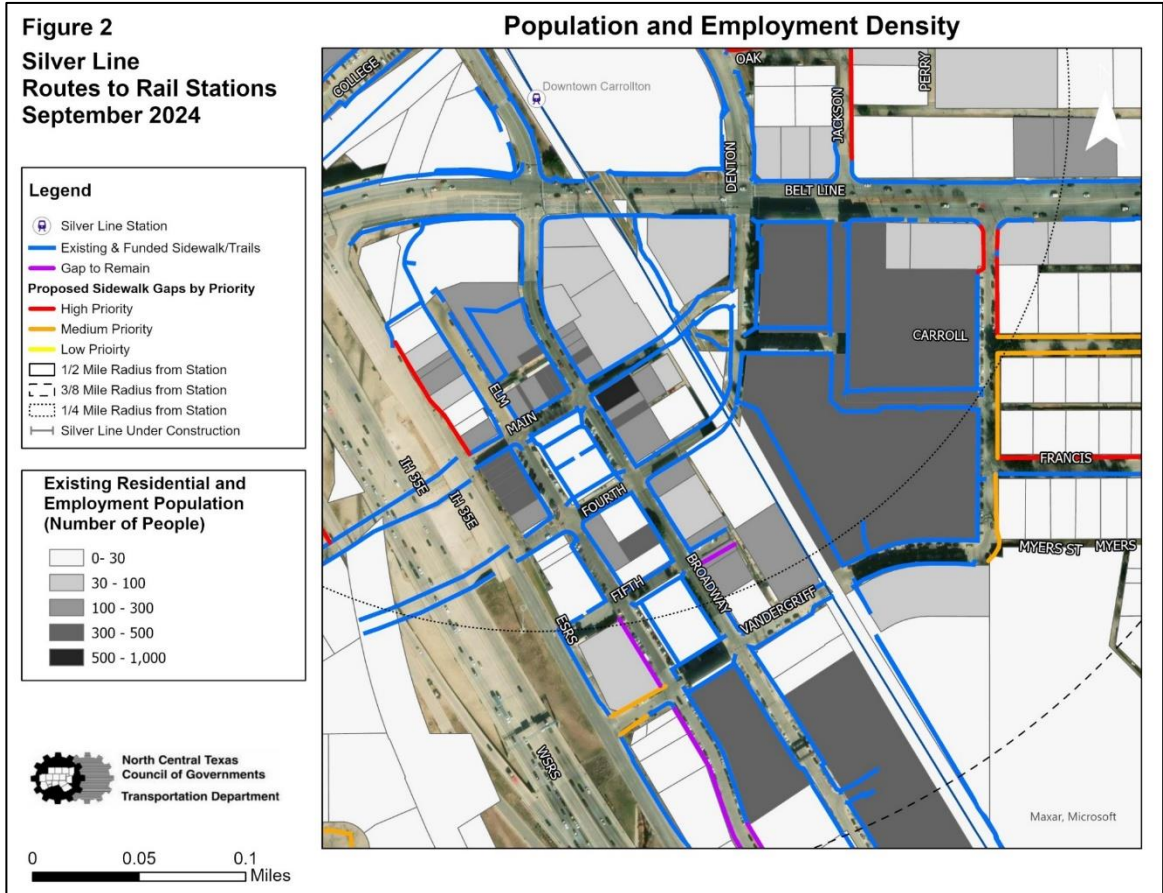 Figure 2
Silver Line
Routes to Rail Stations
September 2024
Population and Employment Density
Legend
Silver Line Station
Existing & Funded Sidewalk/Trails
Gap to Remain
Proposed Sidewalk Gaps by Priority
High Priority
Medium Priority
Low Prioirty
1/2 Mile Radius from Station
3/8 Mile Radius from Station
1/4 Mile Radius from Station
Silver Line Under Construction
Existing Residential and
Employment Population
(Number of People)
0- 30
30 - 100
100 - 300
300 - 500
500 - 1,000
North Central Texas
Council of Governments
Transportation Department
0 0.05 0.1
Miles
COLLEGE
Downtown Carrollton
OAK
PERRY
JACKSON
DENTON
BELT LINE
CARROLL
ELM
MAIN
IH 35E
IH 35E
FOURTH
FRANCIS
MYERS ST
MYERS
BROADWAY
FIFTH
VANDERGRIFF
ESRS
WSRS
Maxar, Microsoft